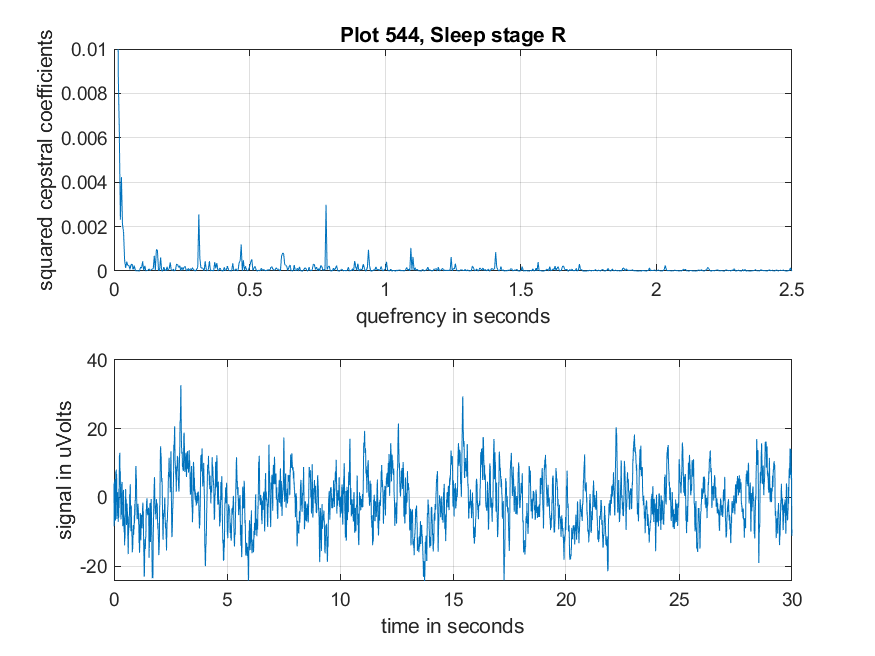 Plot 544, Sleep stage R
squared cepstral coefficients
0.01
0.008
0.006
0.004
0.002
0
0 0.5 1 1.5 2 2.5
quefrency in seconds
signal in uVolts
40
20
0
-20
0 5 10 15 20 25 30
time in seconds